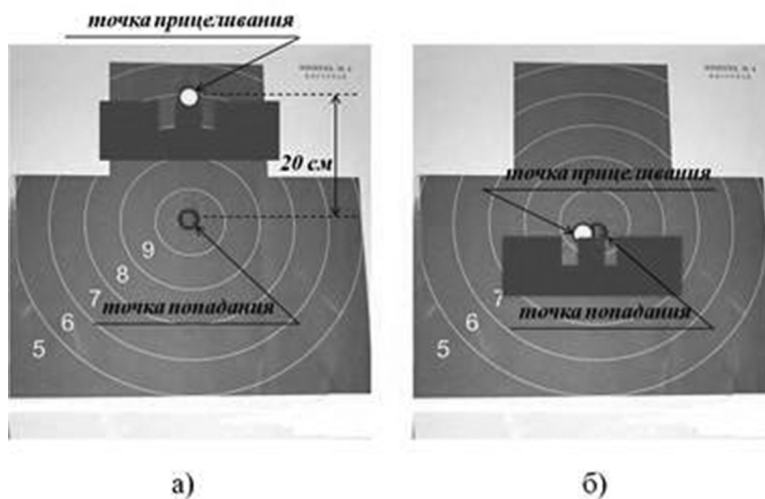 точка прицеливания
20 см
9
8
7
6
5
точка попадания
а)
точка прицеливания
7
6
5
точка попадания
б)